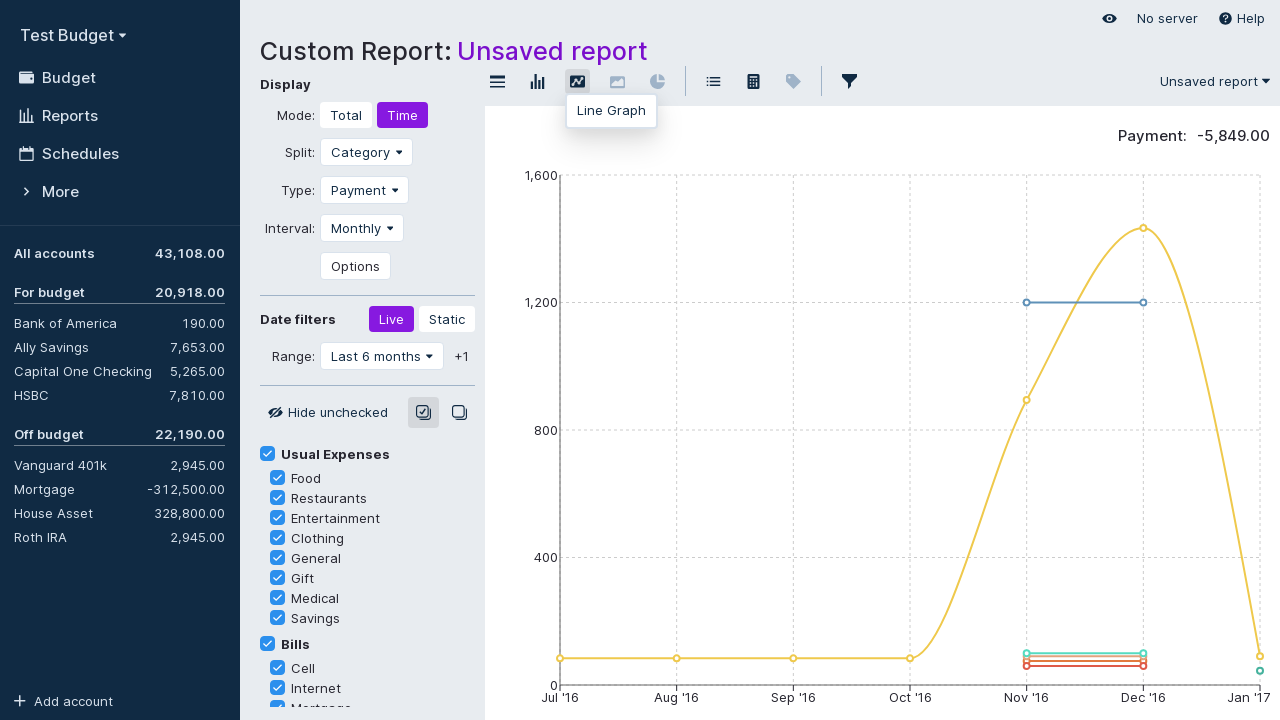 Test Budget
Budget
Reports
Schedules
More
All accounts 43,108.00
For budget 20,918.00
Bank of America 190.00
Ally Savings 7,653.00
Capital One Checking 5,265.00
HSBC 7,810.00
Off budget 22,190.00
Vanguard 401k 2,945.00
Mortgage -312,500.00
House Asset 328,800.00
Roth IRA 2,945.00
Add account
No server
Help
Custom Report: Unsaved report
Display
Mode: Total Time
Split: Category
Type: Payment
Interval: Monthly
Options
Date filters Live Static
Range: Last 6 months +1
Hide unchecked
Usual Expenses
Food
Restaurants
Entertainment
Clothing
General
Gift
Medical
Savings
Bills
Cell
Internet
Mortgage
Unsaved report
Line Graph
Payment: -5,849.00
1,600
1,200
800
400
0
Jul '16 Aug '16 Sep '16 Oct '16 Nov '16 Dec '16 Jan '17